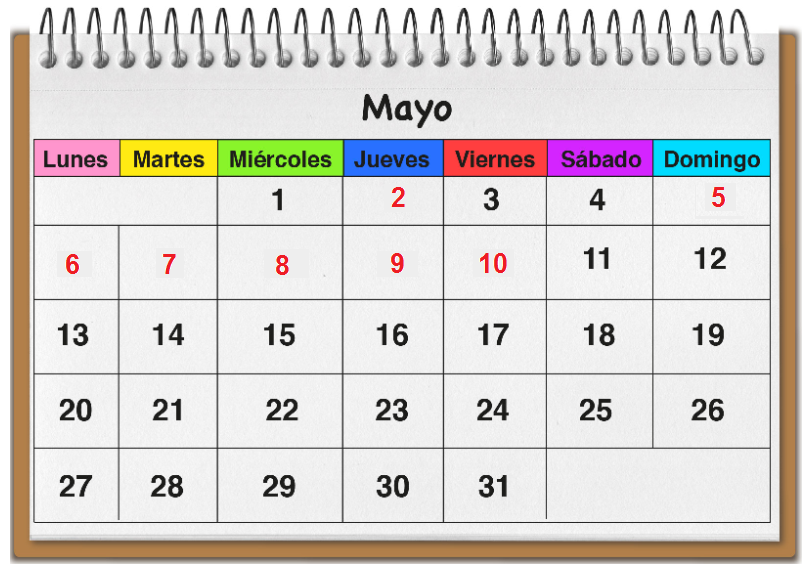 Mayo
Lunes Martes Miércoles Jueves Viernes Sábado Domingo
1 2 3 4 5
6 7 8 9 10 11 12
13 14 15 16 17 18 19
20 21 22 23 24 25 26
27 28 29 30 31